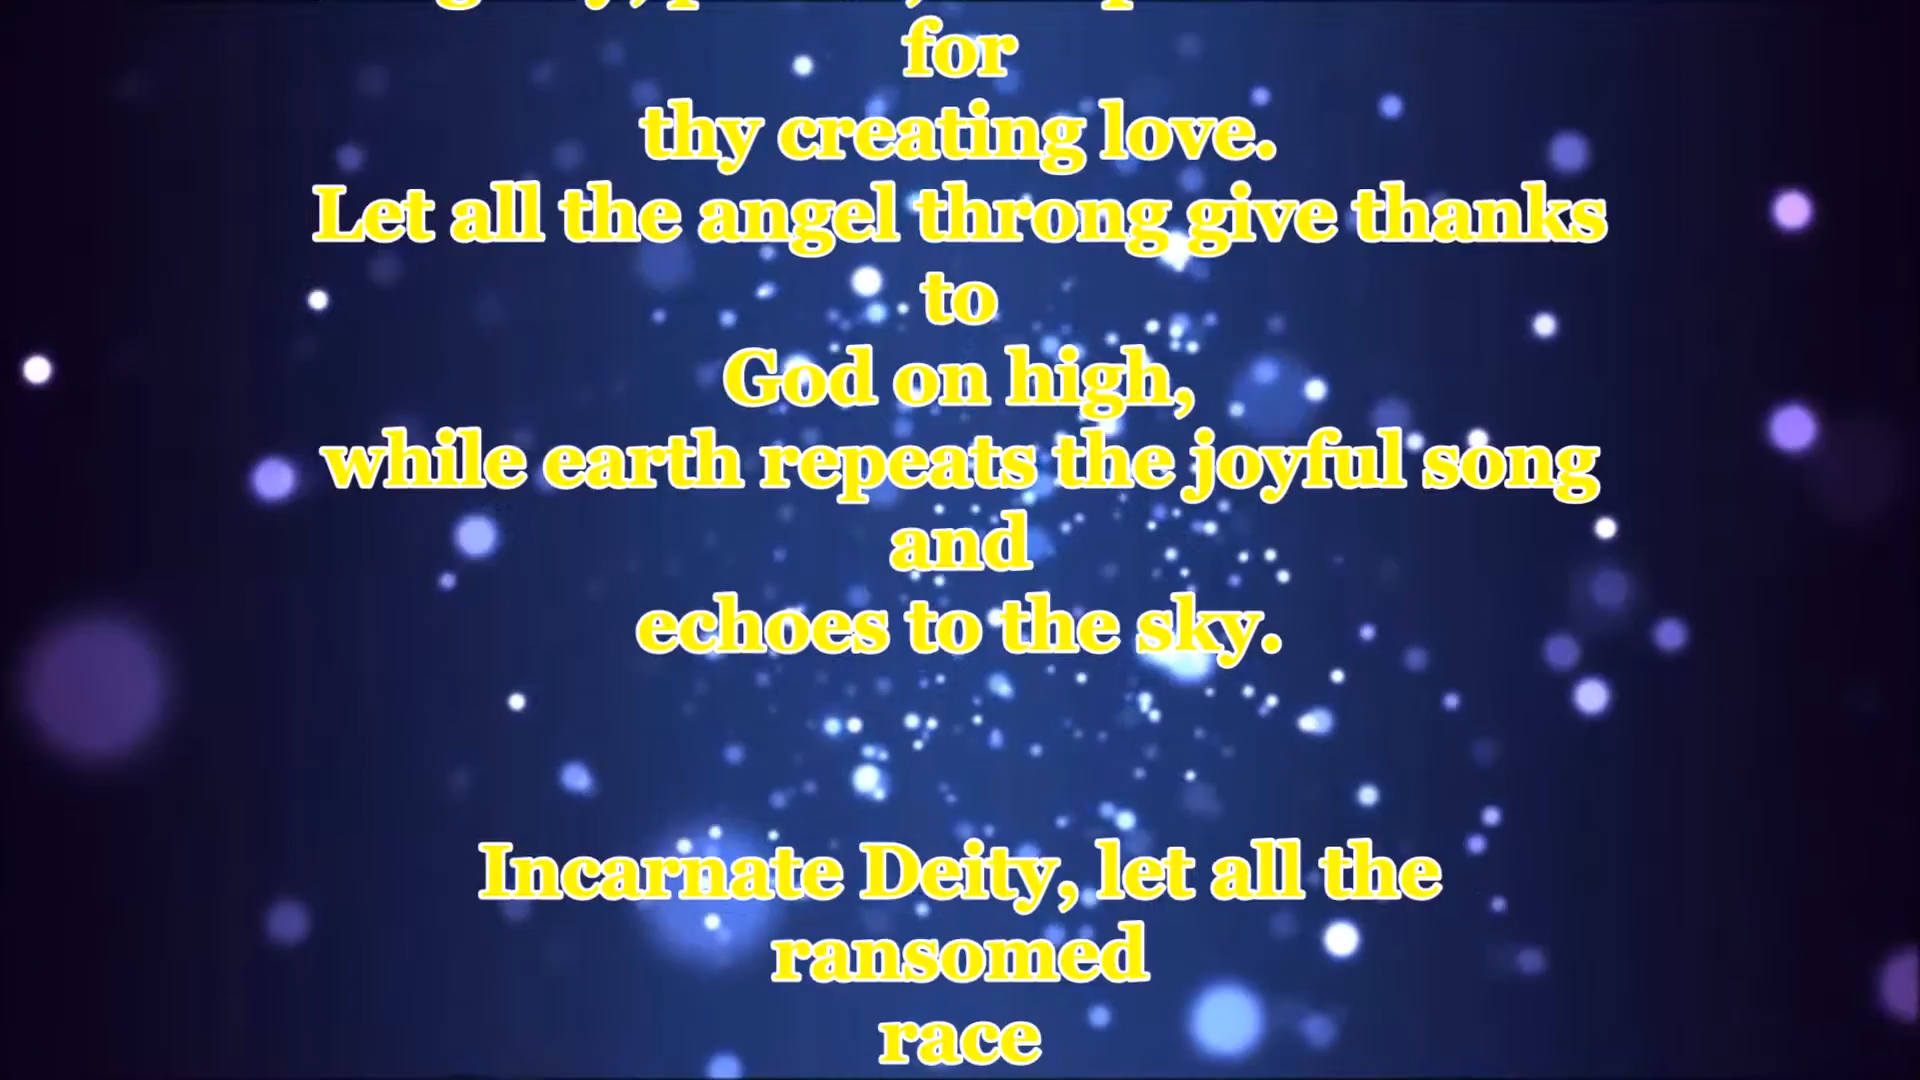 for
thy creating love.
Let all the angel throng give thanks
to
God on high,
while earth repeats the joyful song
and
echoes to the sky.
Incarnate Deity, let all the
ransomed
race